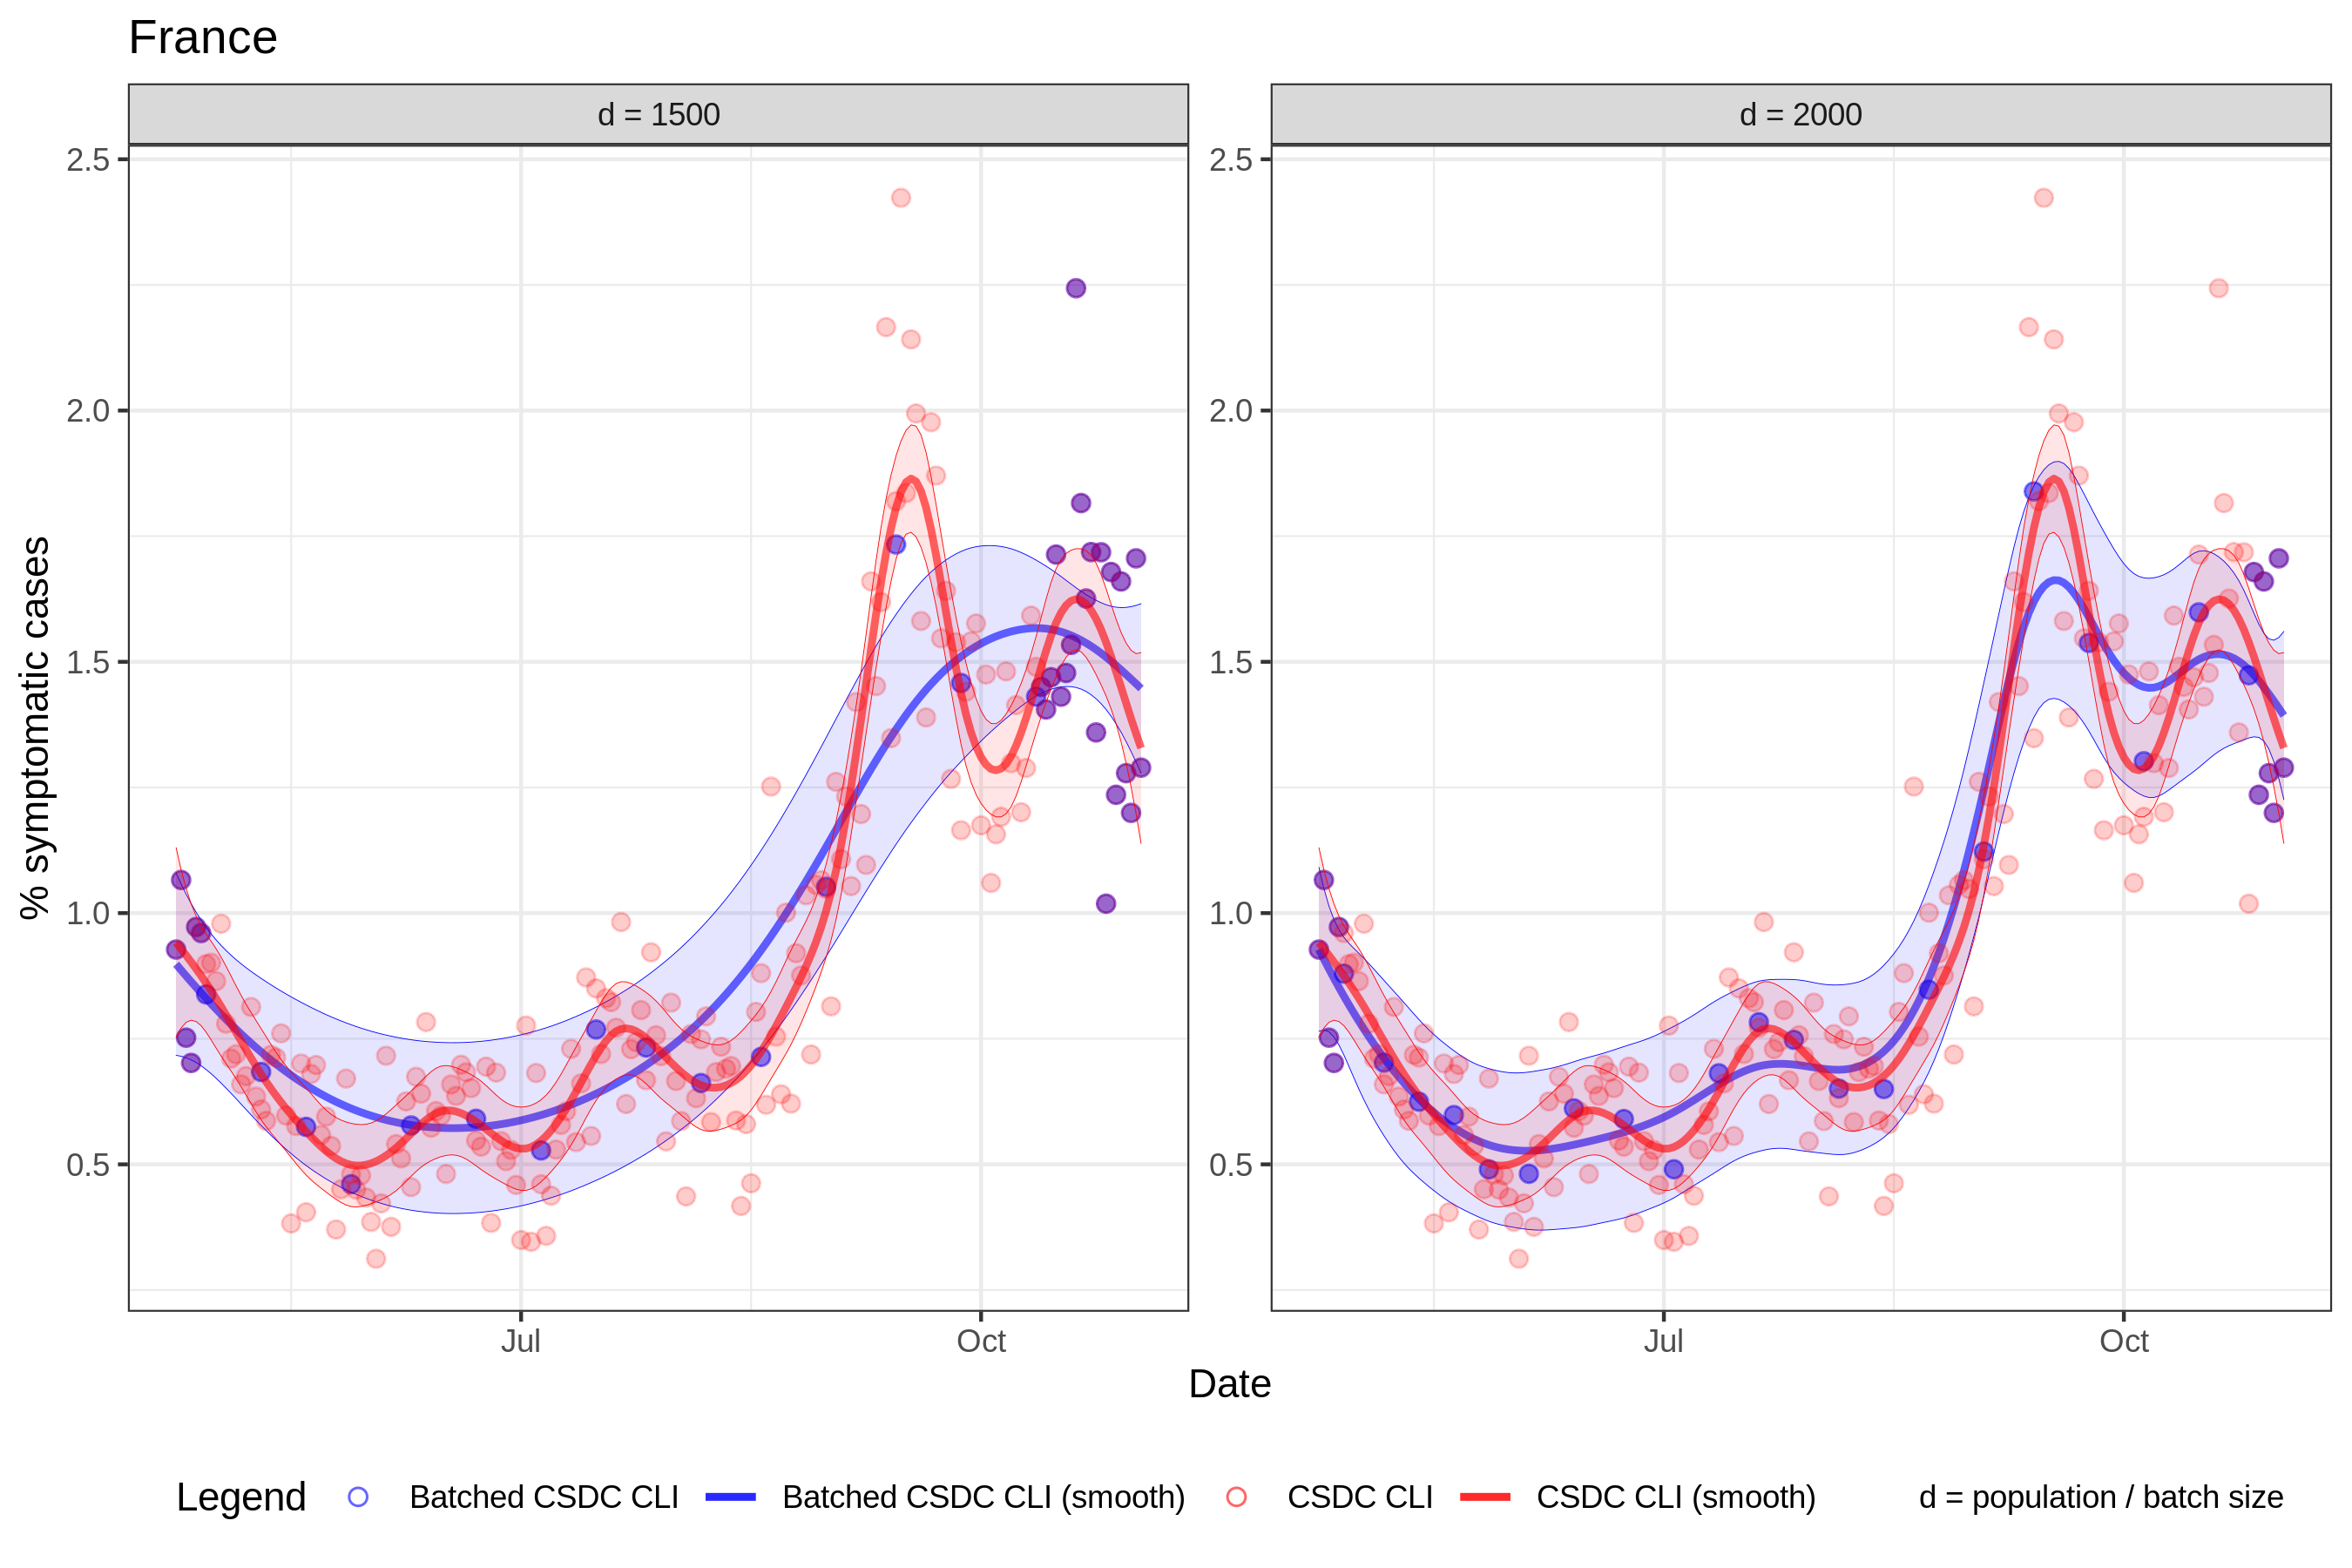 France
d = 1500
d = 2000
2.5
2.0
1.5
1.0
0.5
2.5
2.0
1.5
1.0
0.5
% symptomatic cases
Jul
Oct
Jul
Oct
Date
Legend
Batched CSDC CLI
Batched CSDC CLI (smooth)
CSDC CLI
CSDC CLI (smooth)
d = population / batch size